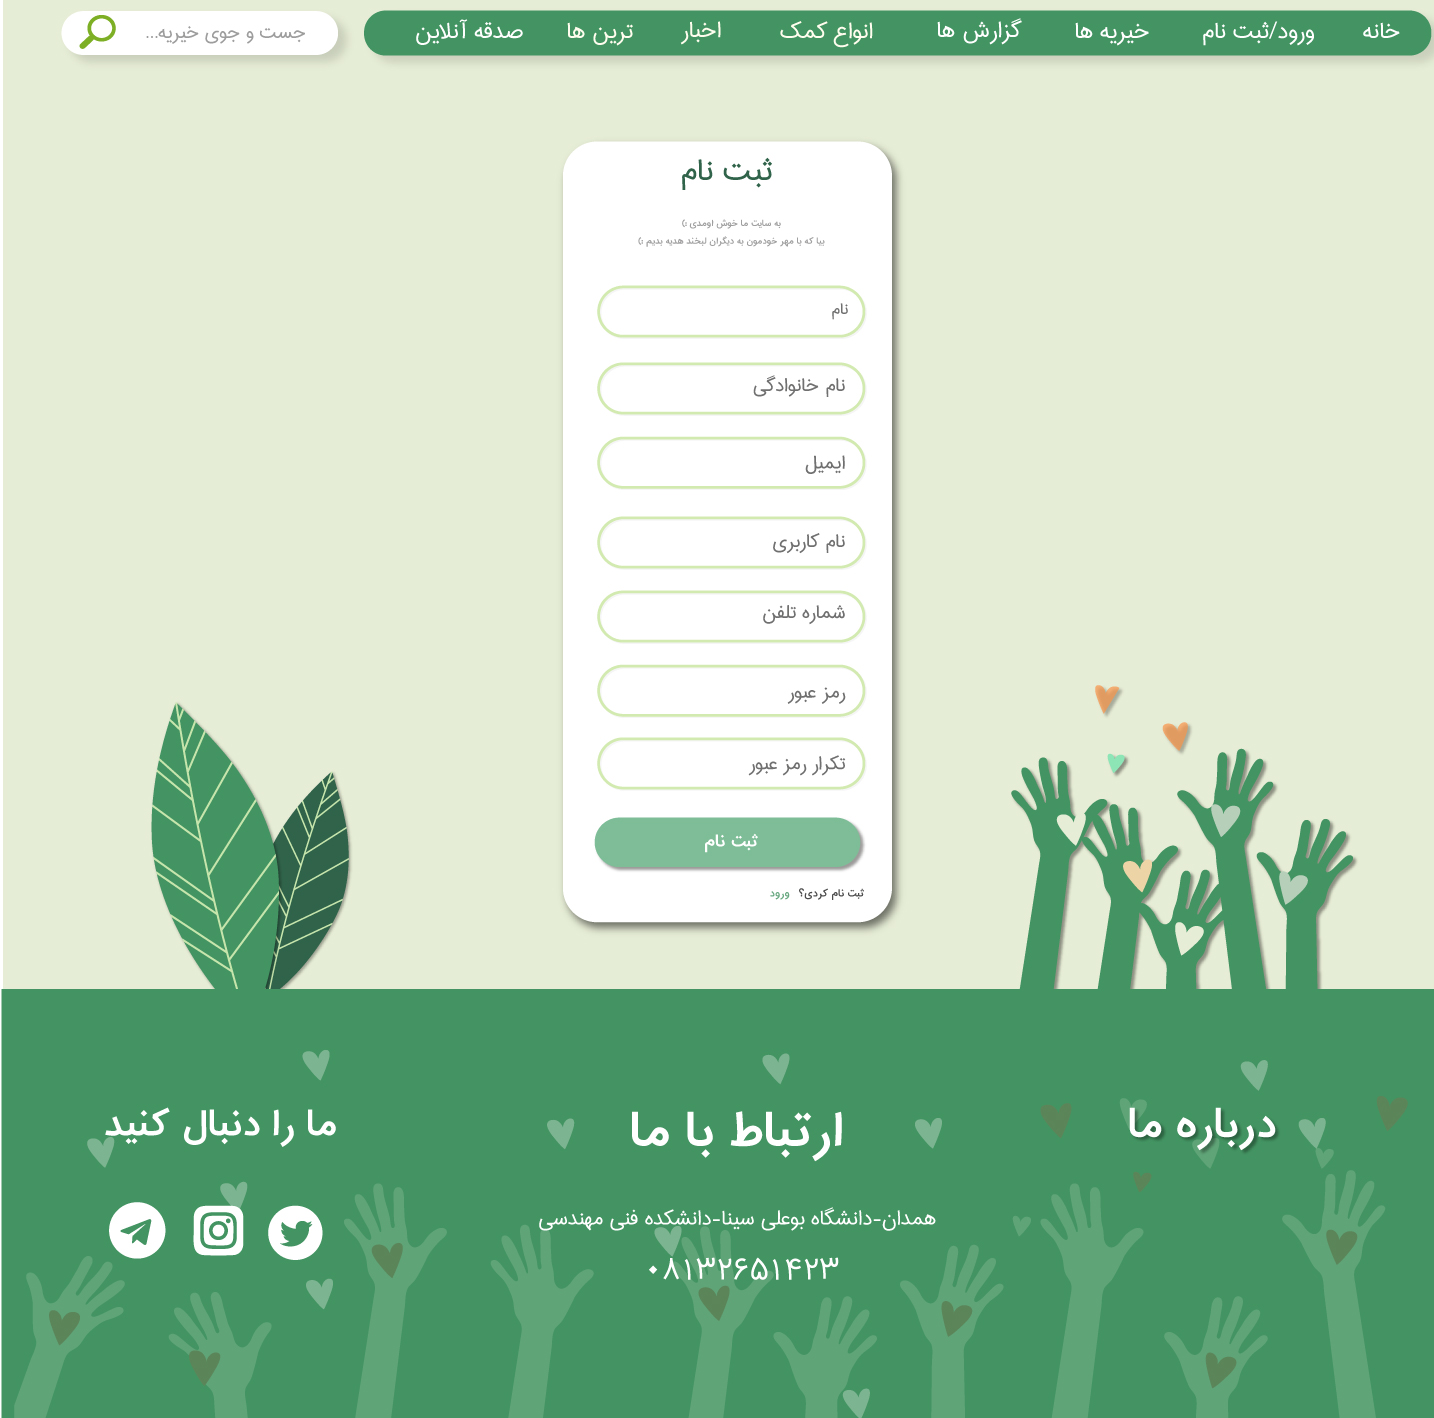 خانه
ورود/ثبت نام
خیریه ها
گزارش ها
انواع کمک
اخبار
ترین ها
صدقه آنلاین
جست و جوی خیریه...
ثبت نام
به سایت ما خوش اومدی :)
بیا که با مهر خودمون به دیگران لبخند هدیه بدیم :)
نام
نام خانوادگی
ایمیل
نام کاربری
شماره تلفن
رمز عبور
تکرار رمز عبور
ثبت نام
ثبت نام کردی؟ ورود
درباره ما
ارتباط با ما
همدان-دانشگاه بوعلی سینا-دانشکده فنی مهندسی
۰۸۱۳۲۶۵۱۴۲۳
ما را دنبال کنید